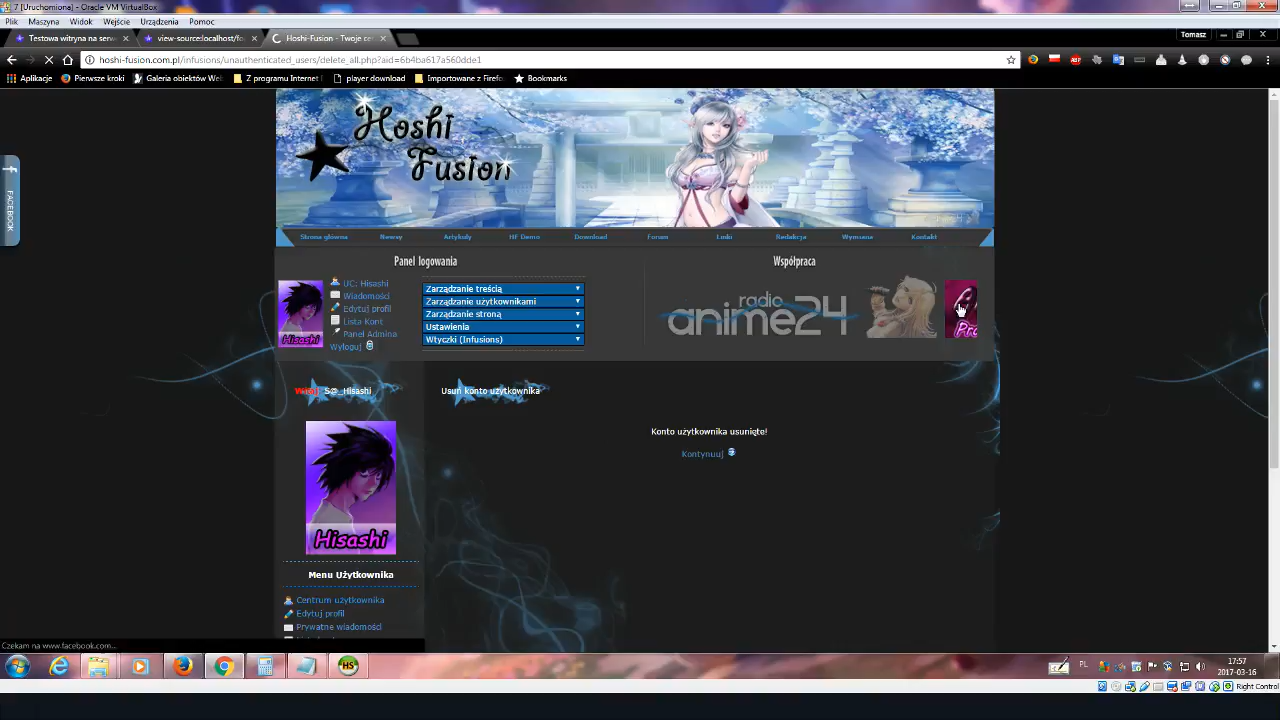 7 [Uruchomiona] - Oracle VM VirtualBox
Plik Maszyna Widok Wejście Urządzenia Pomoc
Testowa witryna na serw
view-source:localhost/fo
Hoshi-Fusion - Twoje ce
Tomasz
hoshi-fusion.com.pl/infusions/unauthenticated_users/delete_all.php?aid=6b4ba617a560dde1
Aplikacje Pierwsze kroki Galeria obiektów Web Z programu Internet player download Importowane z Firefo Bookmarks
Hoshi
Fusion
FACEBOOK
Strona główna Newsy Artykuły HF Demo Download Forum Linki Redakcja Wymiana Kontakt
Panel logowania
Współpraca
UC: Hisashi
Wiadomości
Edytuj profil
Lista Kont
Panel Admina
Wyloguj
Hisashi
Zarządzanie treścią
Zarządzanie użytkownikami
Zarządzanie stroną
Ustawienia
Wtyczki (Infusions)
radio
anime24
Pro
Witaj: S@_Hisashi
Usuń konto użytkownika
Konto użytkownika usunięte!
Kontynuuj
Hisashi
Menu Użytkownika
Centrum użytkownika
Edytuj profil
Prywatne wiadomości
Czekam na www.facebook.com...
HS
PL
17:57
2017-03-16
Right Control